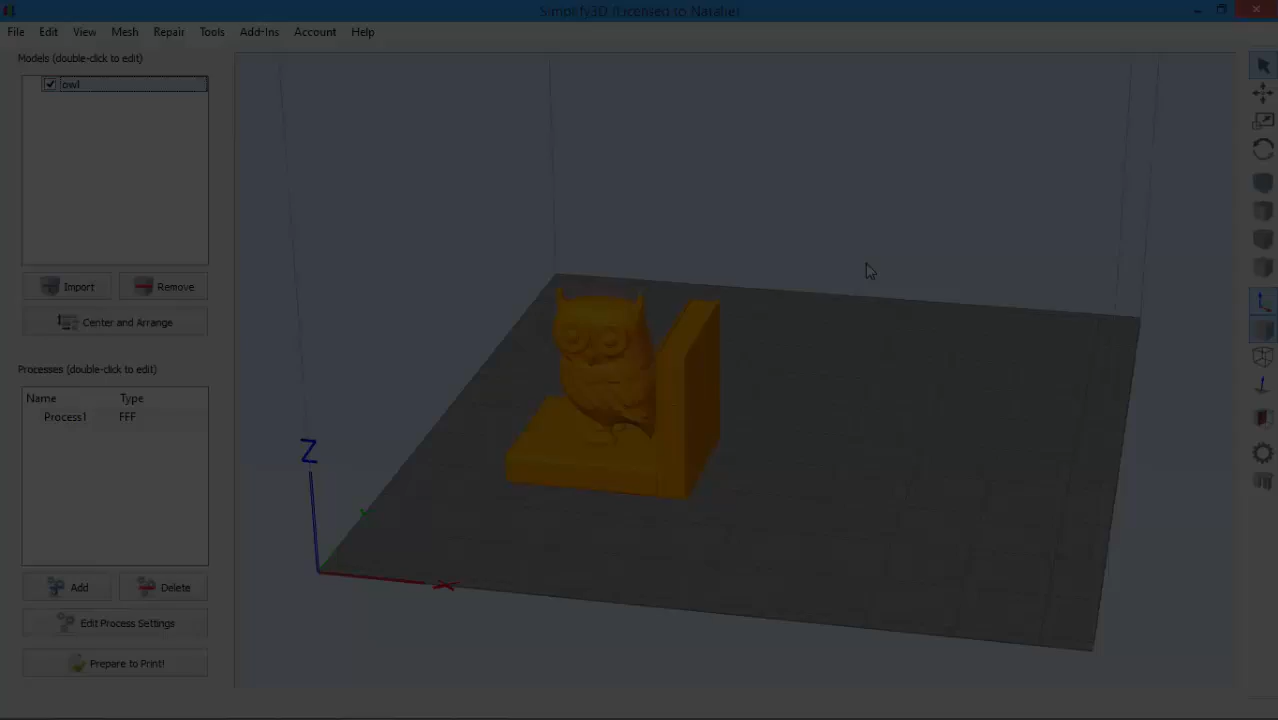 Simplify3D (Licensed to Natalie)
File Edit View Mesh Repair Tools Add-Ins Account Help
Models (double-click to edit)
owl
Import Remove
Center and Arrange
Processes (double-click to edit)
Name Type
Process1 FFF
Add Delete
Edit Process Settings
Prepare to Print!
Z
Y
X